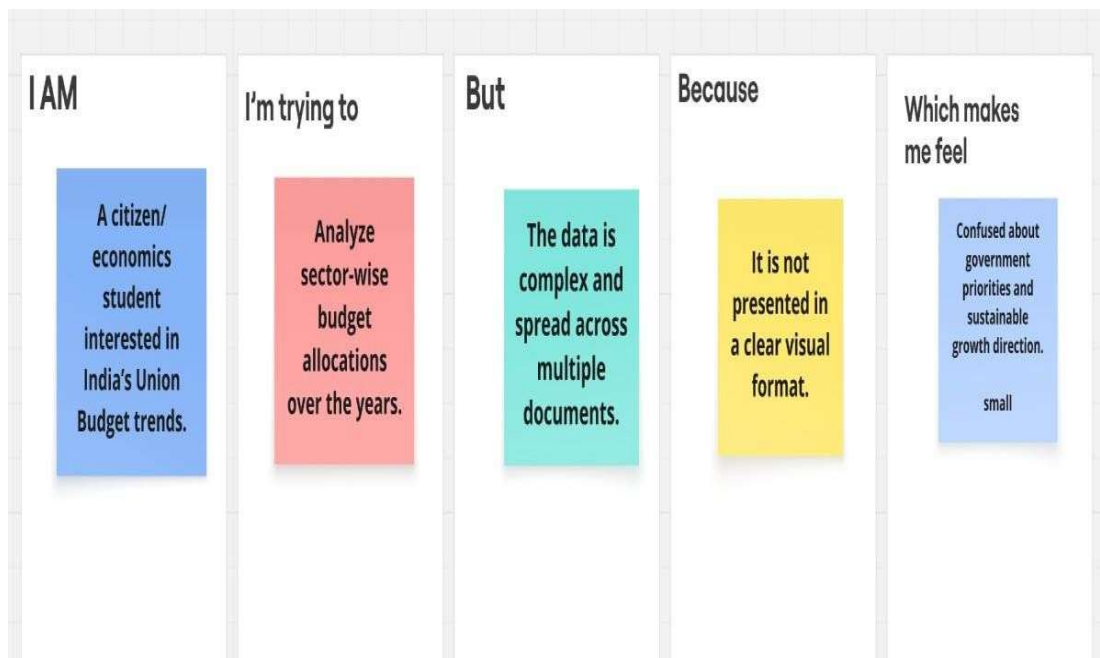 I AM
A citizen/
economics
student
interested in
India's Union
Budget trends.
I'm trying to
Analyze
sector-wise
budget
allocations
over the years.
But
The data is
complex and
spread across
multiple
documents.
Because
It is not
presented in
a clear visual
format.
Which makes
me feel
Confused about
government
priorities and
sustainable
growth direction.
small